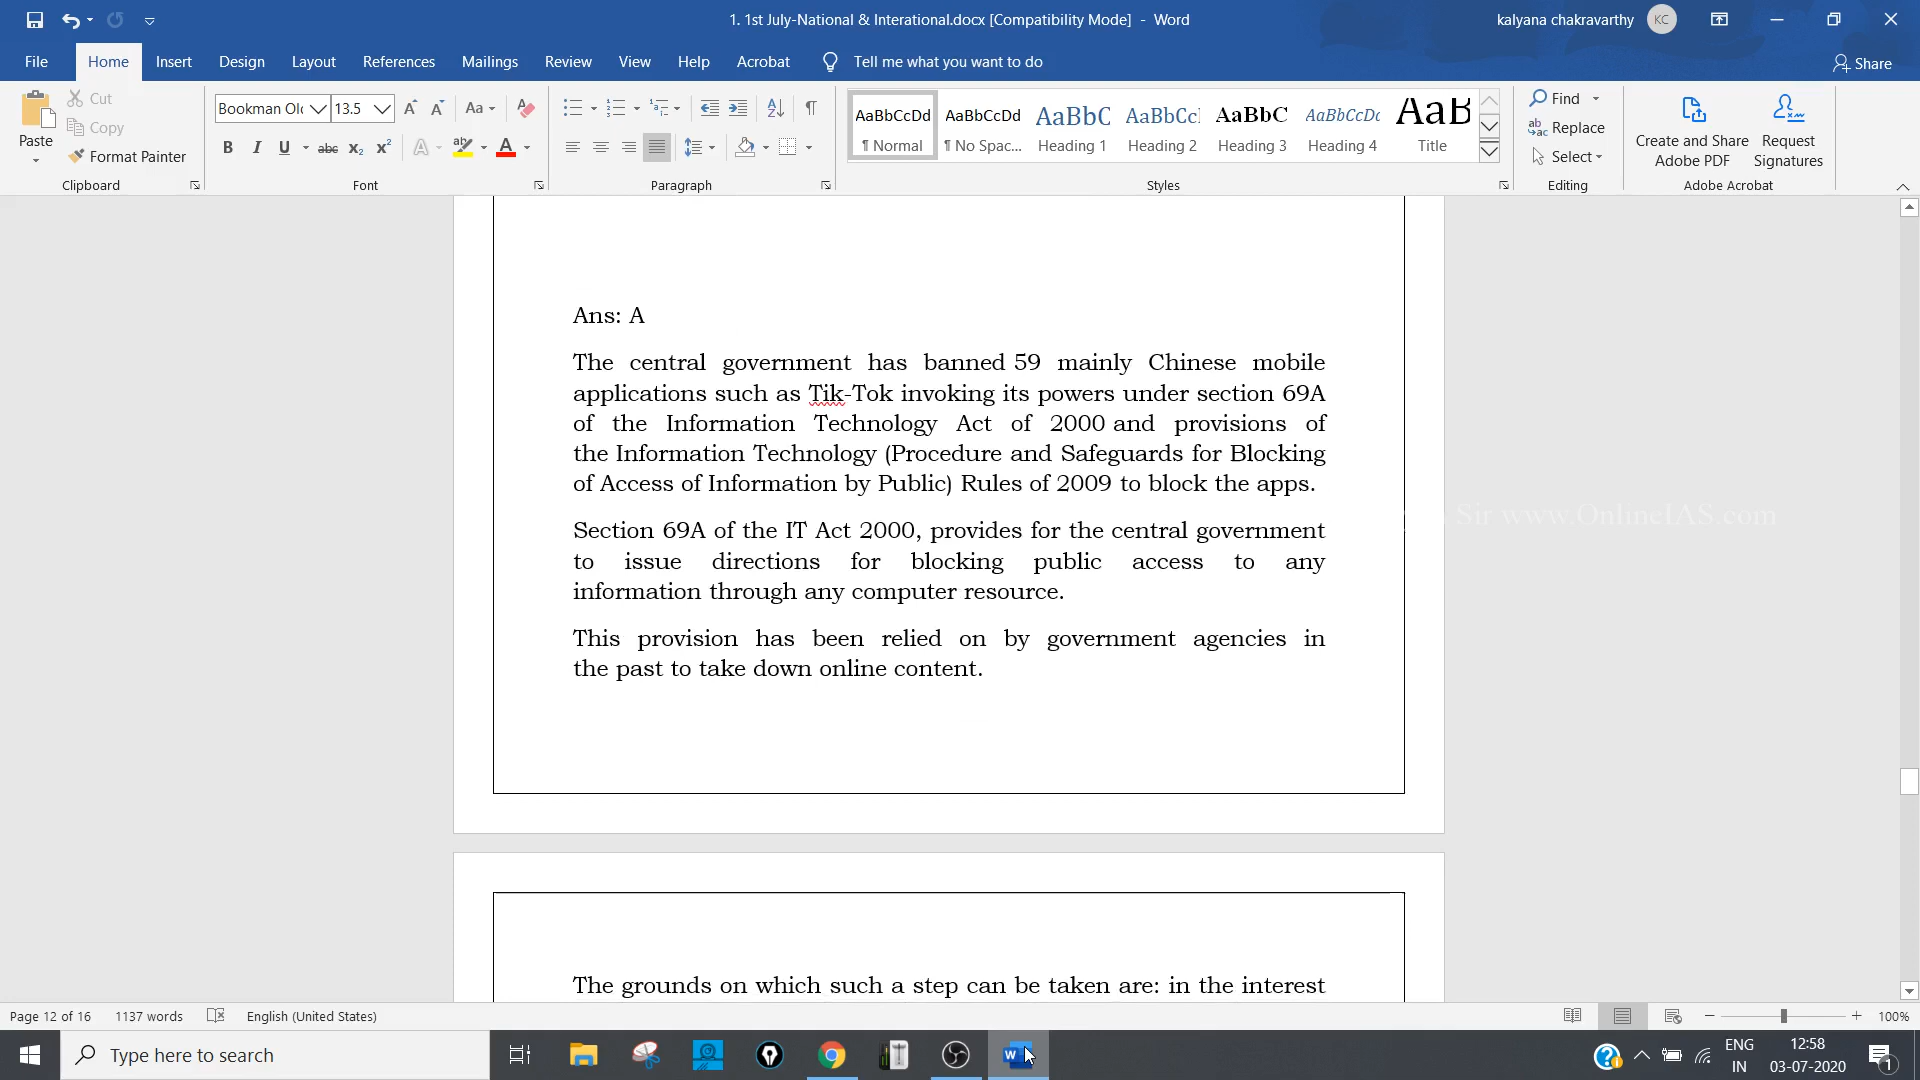 1. 1st July-National & Interational.docx [Compatibility Mode] - Word
kalyana chakravarthy
KC
File
Home
Insert
Design
Layout
References
Mailings
Review
View
Help
Acrobat
Tell me what you want to do
Share
Paste
Cut
Copy
Format Painter
Clipboard
Bookman Ol
13.5
Font
Paragraph
AaBbCcDd
¶ Normal
AaBbCcDd
¶ No Spac...
AaBbC
Heading 1
AaBbCc
Heading 2
AaBbC
Heading 3
AaBbCcDc
Heading 4
AaB
Title
Styles
Find
Replace
Select
Editing
Create and Share
Adobe PDF
Request
Signatures
Adobe Acrobat
Ans: A
The central government has banned 59 mainly Chinese mobile
applications such as Tik-Tok invoking its powers under section 69A
of the Information Technology Act of 2000 and provisions of
the Information Technology (Procedure and Safeguards for Blocking
of Access of Information by Public) Rules of 2009 to block the apps.
Sir www.OnlineIAS.com
Section 69A of the IT Act 2000, provides for the central government
to issue directions for blocking public access to any
information through any computer resource.
This provision has been relied on by government agencies in
the past to take down online content.
The grounds on which such a step can be taken are: in the interest
Page 12 of 16
1137 words
English (United States)
100%
Type here to search
ENG
IN
12:58
03-07-2020
1